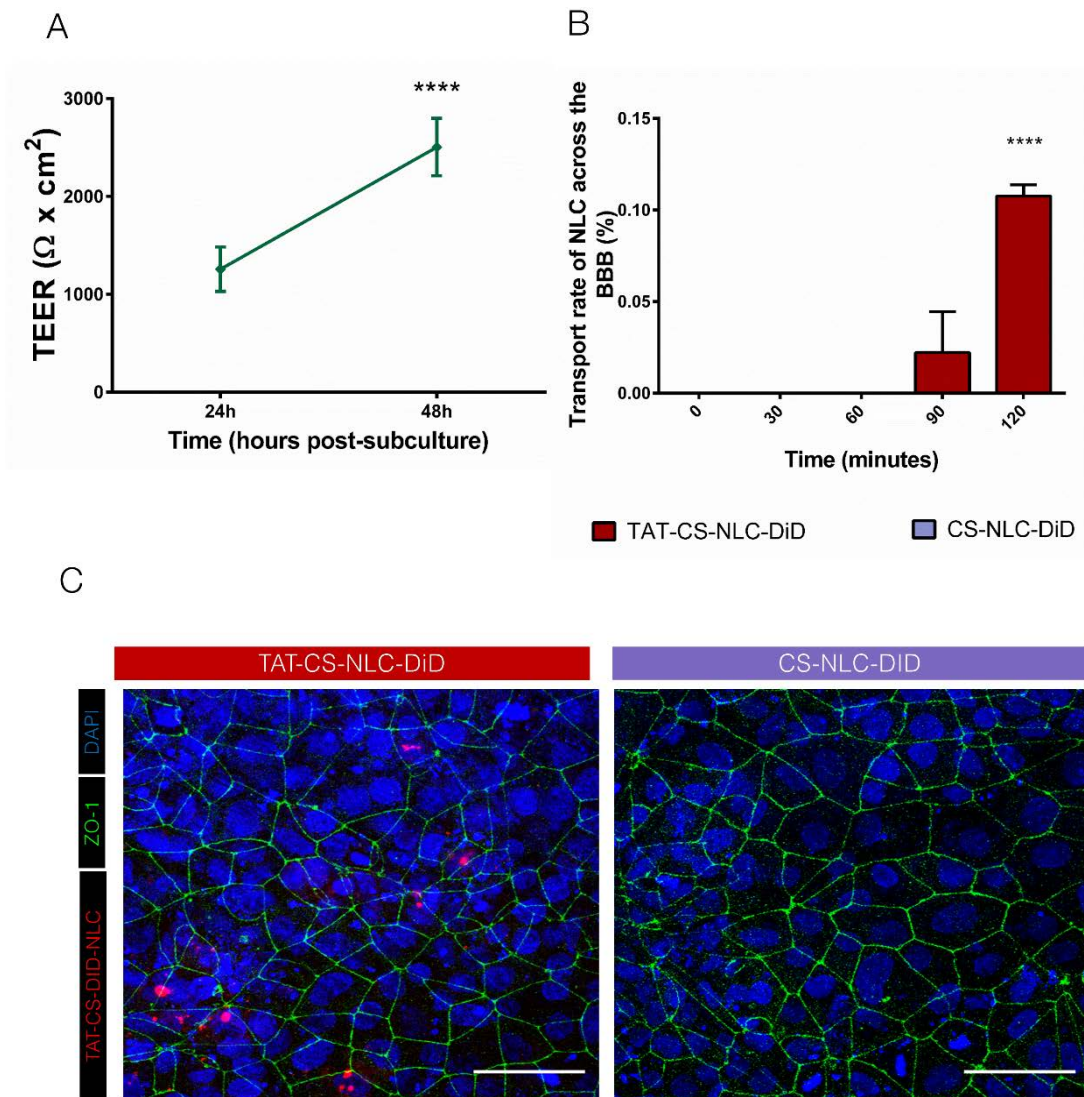 A
****
3000
2000
1000
0
TEER (Ω x cm²)
24h
48h
Time (hours post-subculture)
B
Transport rate of NLC across the
BBB (%)
****
0.15
0.10
0.05
0.00
0
30
60
90
120
Time (minutes)
TAT-CS-NLC-DiD
CS-NLC-DiD
C
TAT-CS-NLC-DiD
CS-NLC-DID
DAPI
ZO-1
TAT-CS-DID-NLC